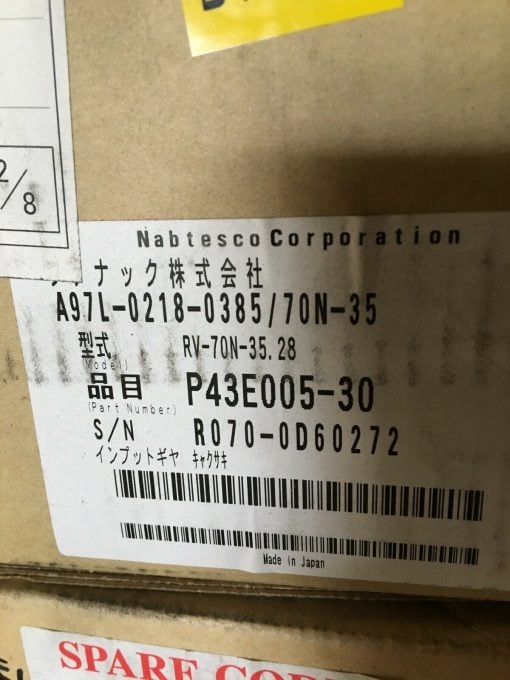 2/8
Nabtesco Corporation
ナック株式会社
A97L-0218-0385/70N-35
型式 RV-70N-35.28
(Model)
品目 P43E005-30
(Part Number)
S/N R070-0D60272
インプットギヤ キャクサキ
Made in Japan
SPARE